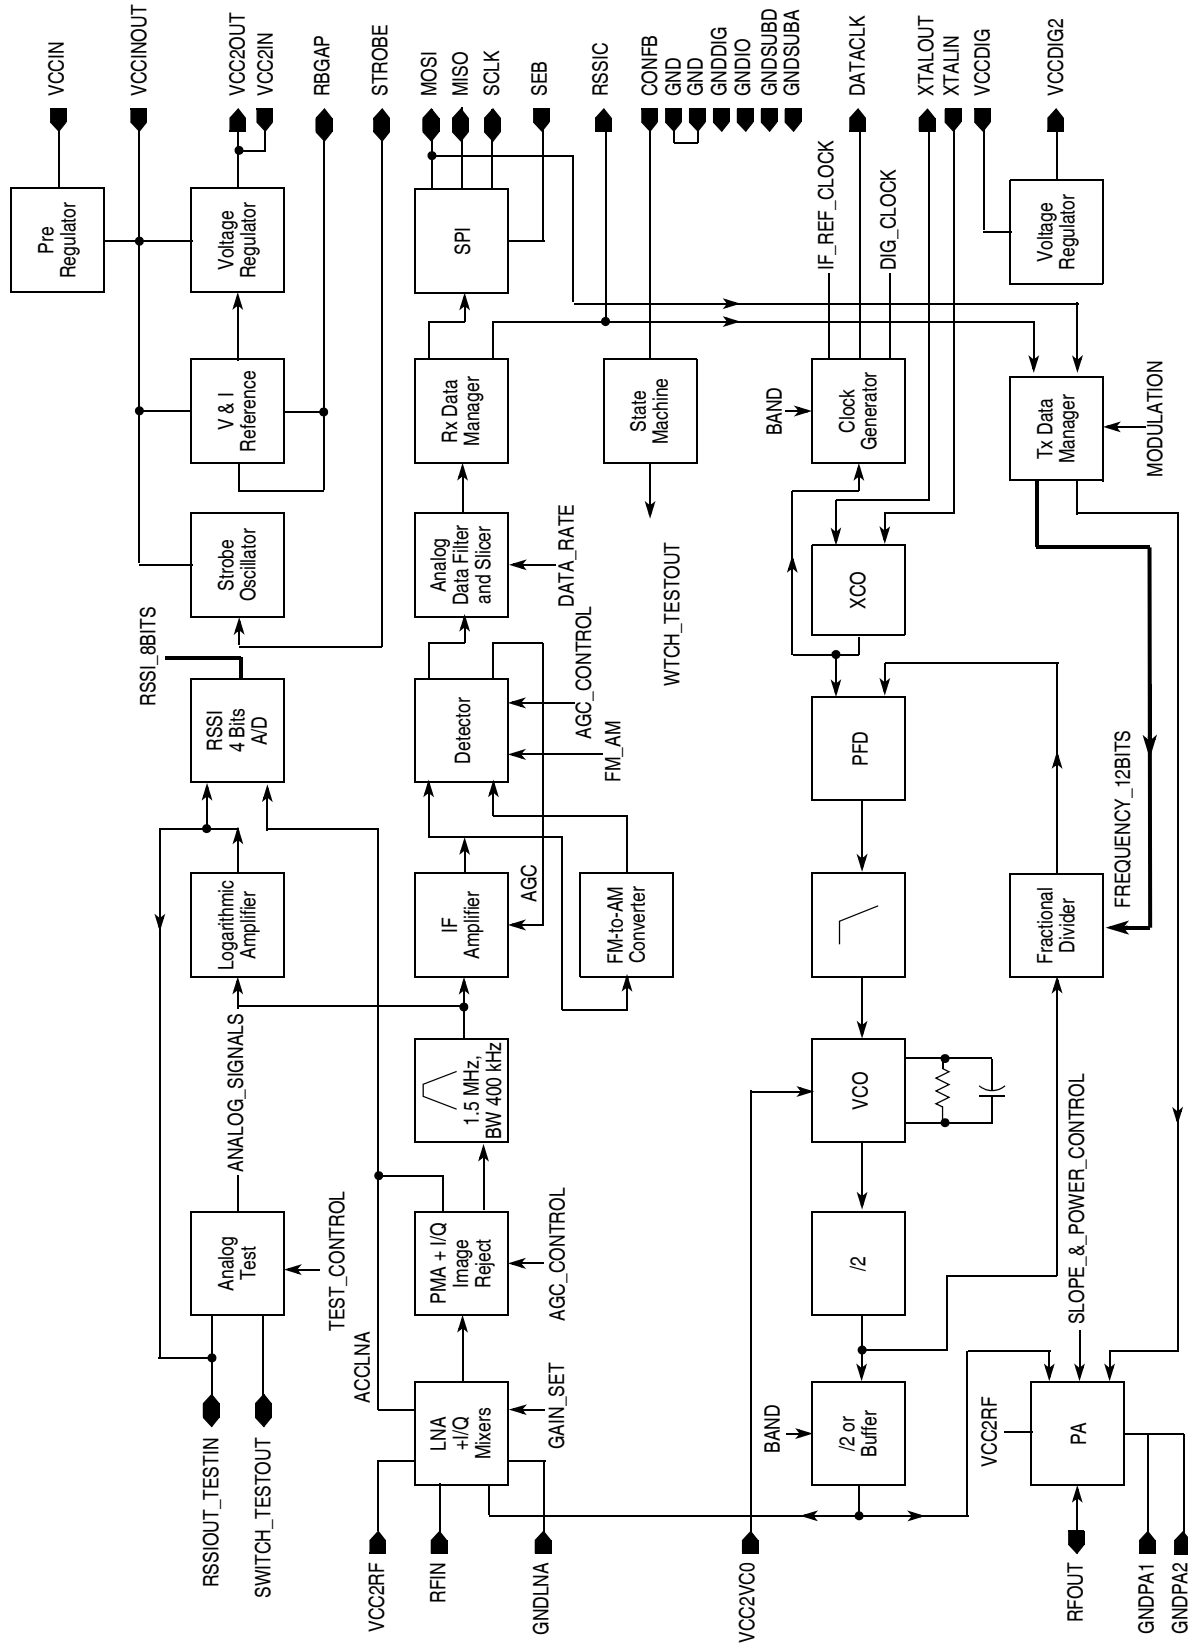 VCCIN
VCCINOUT
VCC2OUT
VCC2IN
RBGAP
STROBE
MOSI
MISO
SCLK
SEB
RSSIC
CONFB
GND
GND
GNDDIG
GNDIO
GNDSUBD
GNDSUBA
DATACLK
XTALOUT
XTALIN
VCCDIG
VCCDIG2
Pre
Regulator
Voltage
Regulator
SPI
IF_REF_CLOCK
DIG_CLOCK
Voltage
Regulator
V & I
Reference
Rx Data
Manager
State
Machine
BAND
Clock
Generator
Tx Data
Manager
MODULATION
Strobe
Oscillator
Analog
Data Filter
and Slicer
DATA_RATE
WTCH_TESTOUT
XCO
RSSI_8BITS
RSSI
4 Bits
A/D
Detector
AGC_CONTROL
FM_AM
PFD
FREQUENCY_12BITS
Logarithmic
Amplifier
IF
Amplifier
AGC
FM-to-AM
Converter
Fractional
Divider
ANALOG_SIGNALS
1.5 MHz,
BW 400 kHz
VCO
Analog
Test
TEST_CONTROL
PMA + I/Q
Image
Reject
AGC_CONTROL
/2
SLOPE_&_POWER_CONTROL
ACCLNA
LNA
+I/Q
Mixers
GAIN_SET
BAND
/2 or
Buffer
VCC2RF
PA
RSSIOUT_TESTIN
SWITCH_TESTOUT
VCC2RF
RFIN
GNDLNA
VCC2VC0
RFOUT
GNDPA1
GNDPA2